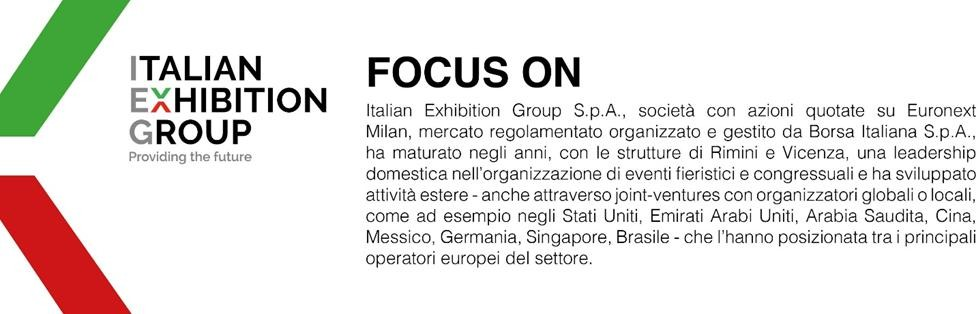 ITALIAN
EXHIBITION
GROUP
Providing the future
FOCUS ON
Italian Exhibition Group S.p.A., società con azioni quotate su Euronext
Milan, mercato regolamentato organizzato e gestito da Borsa Italiana S.p.A.,
ha maturato negli anni, con le strutture di Rimini e Vicenza, una leadership
domestica nell'organizzazione di eventi fieristici e congressuali e ha sviluppato
attività estere - anche attraverso joint-ventures con organizzatori globali o locali,
come ad esempio negli Stati Uniti, Emirati Arabi Uniti, Arabia Saudita, Cina,
Messico, Germania, Singapore, Brasile - che l'hanno posizionata tra i principali
operatori europei del settore.